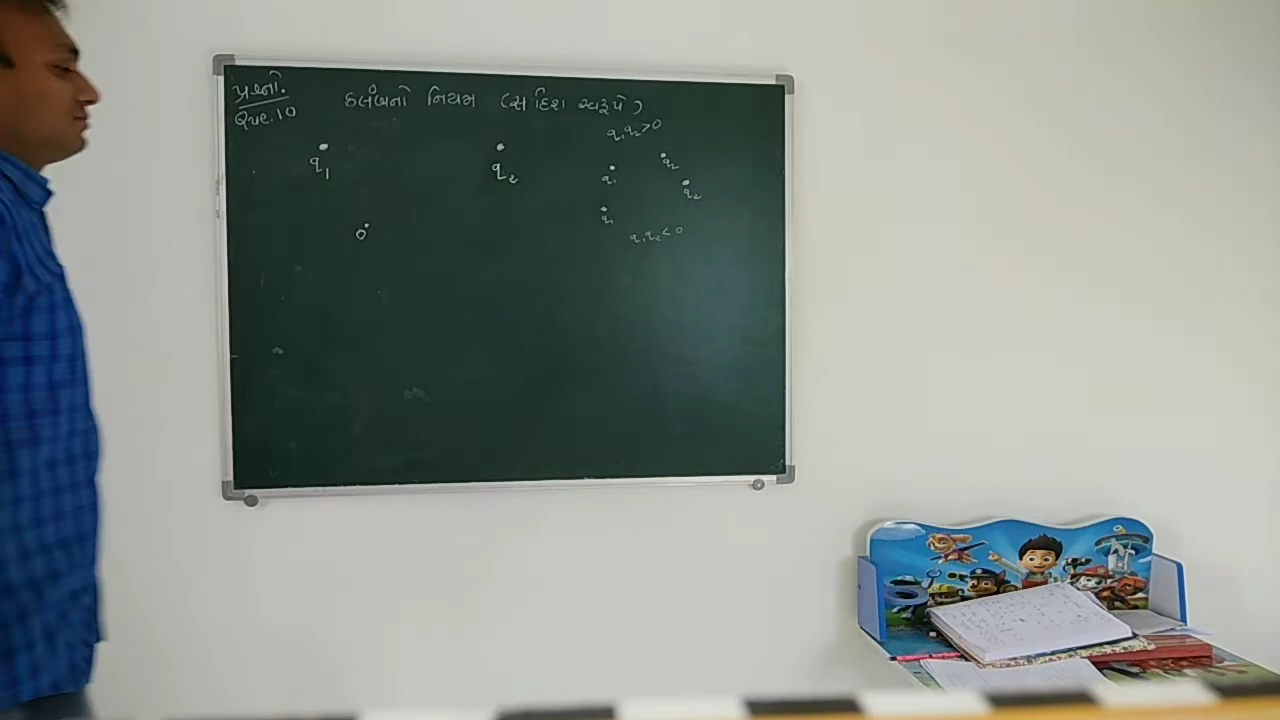 પ્રશ્નો.
Que. 10
કુલંબનો નિયમ (સદિશ સ્વરૂપે)
q₁q₂ > 0
q₁
q₂
q₁
q₂
q₂
q₁
O
q₁q₂ < 0